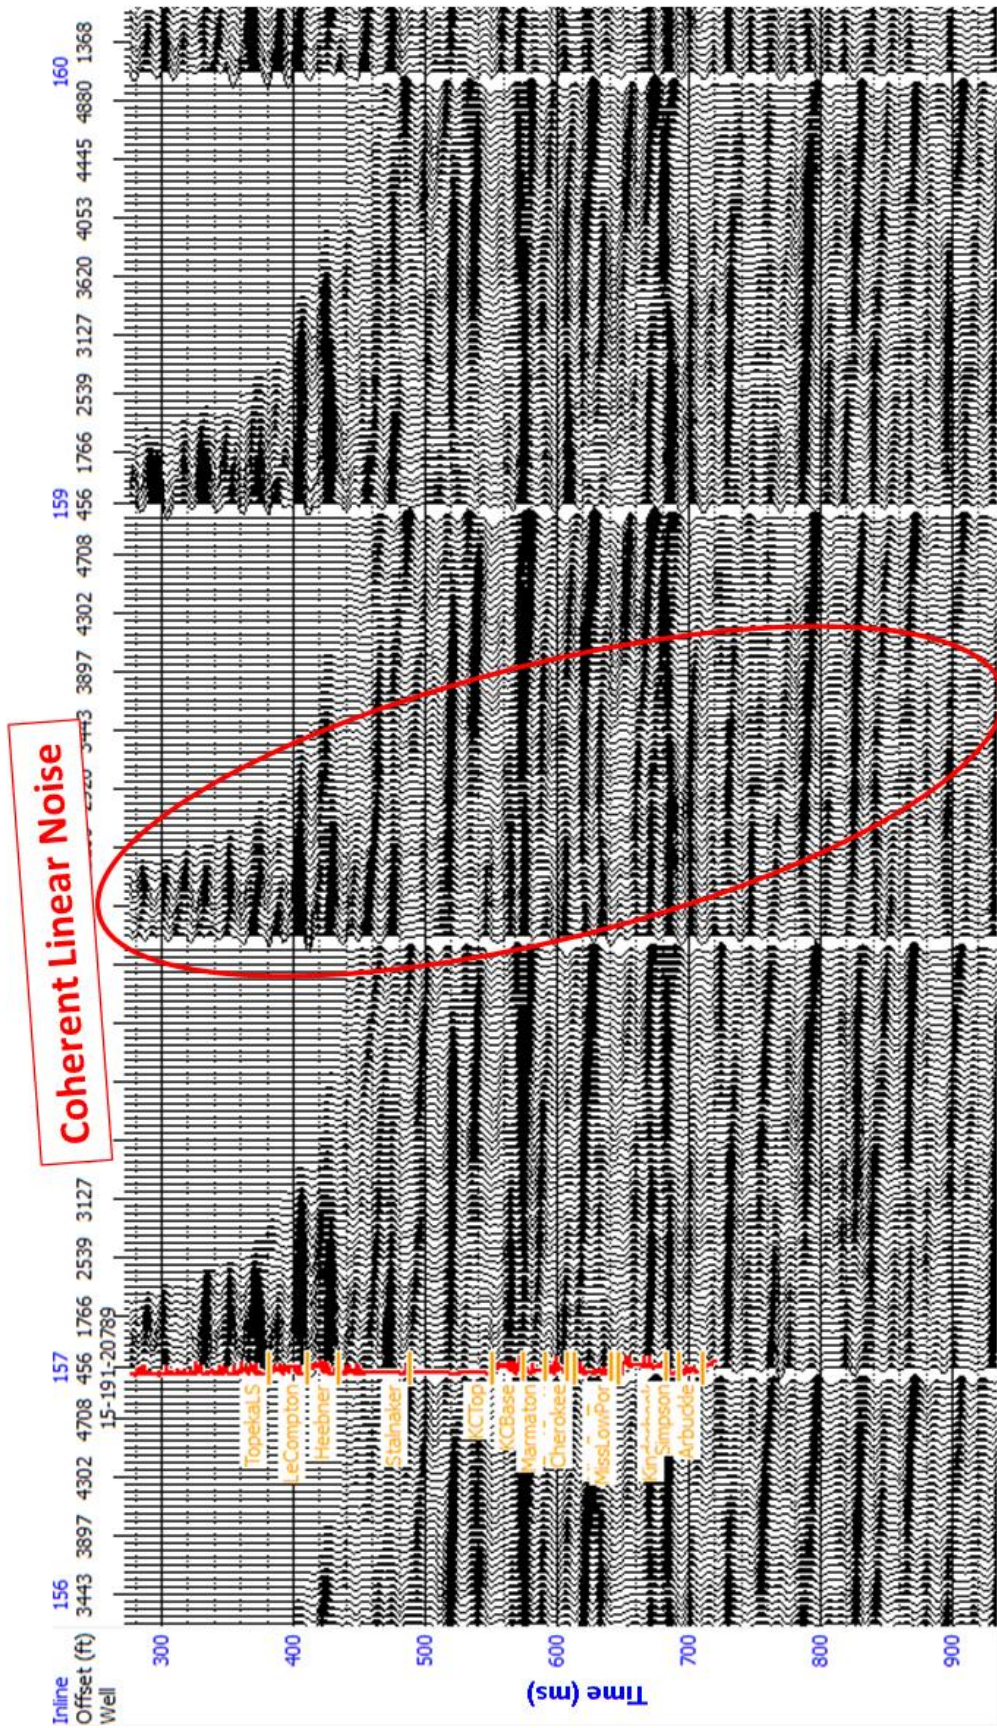 Coherent Linear Noise
Inline 156 157 159 160
Offset (ft) 3443 3897 4302 4708 456 1766 2539 3127 3897 4302 4708 456 1766 2539 3127 3620 4053 4445 4880 1368
Well 15-191-20789
300
TopekaLS
400
LeCompton
Heebner
Stalnaker
500
KCTop
KCBase
Marmaton
600
Cherokee
MissLowPor
Simpson
Arbuckle
700
800
900
Time (ms)